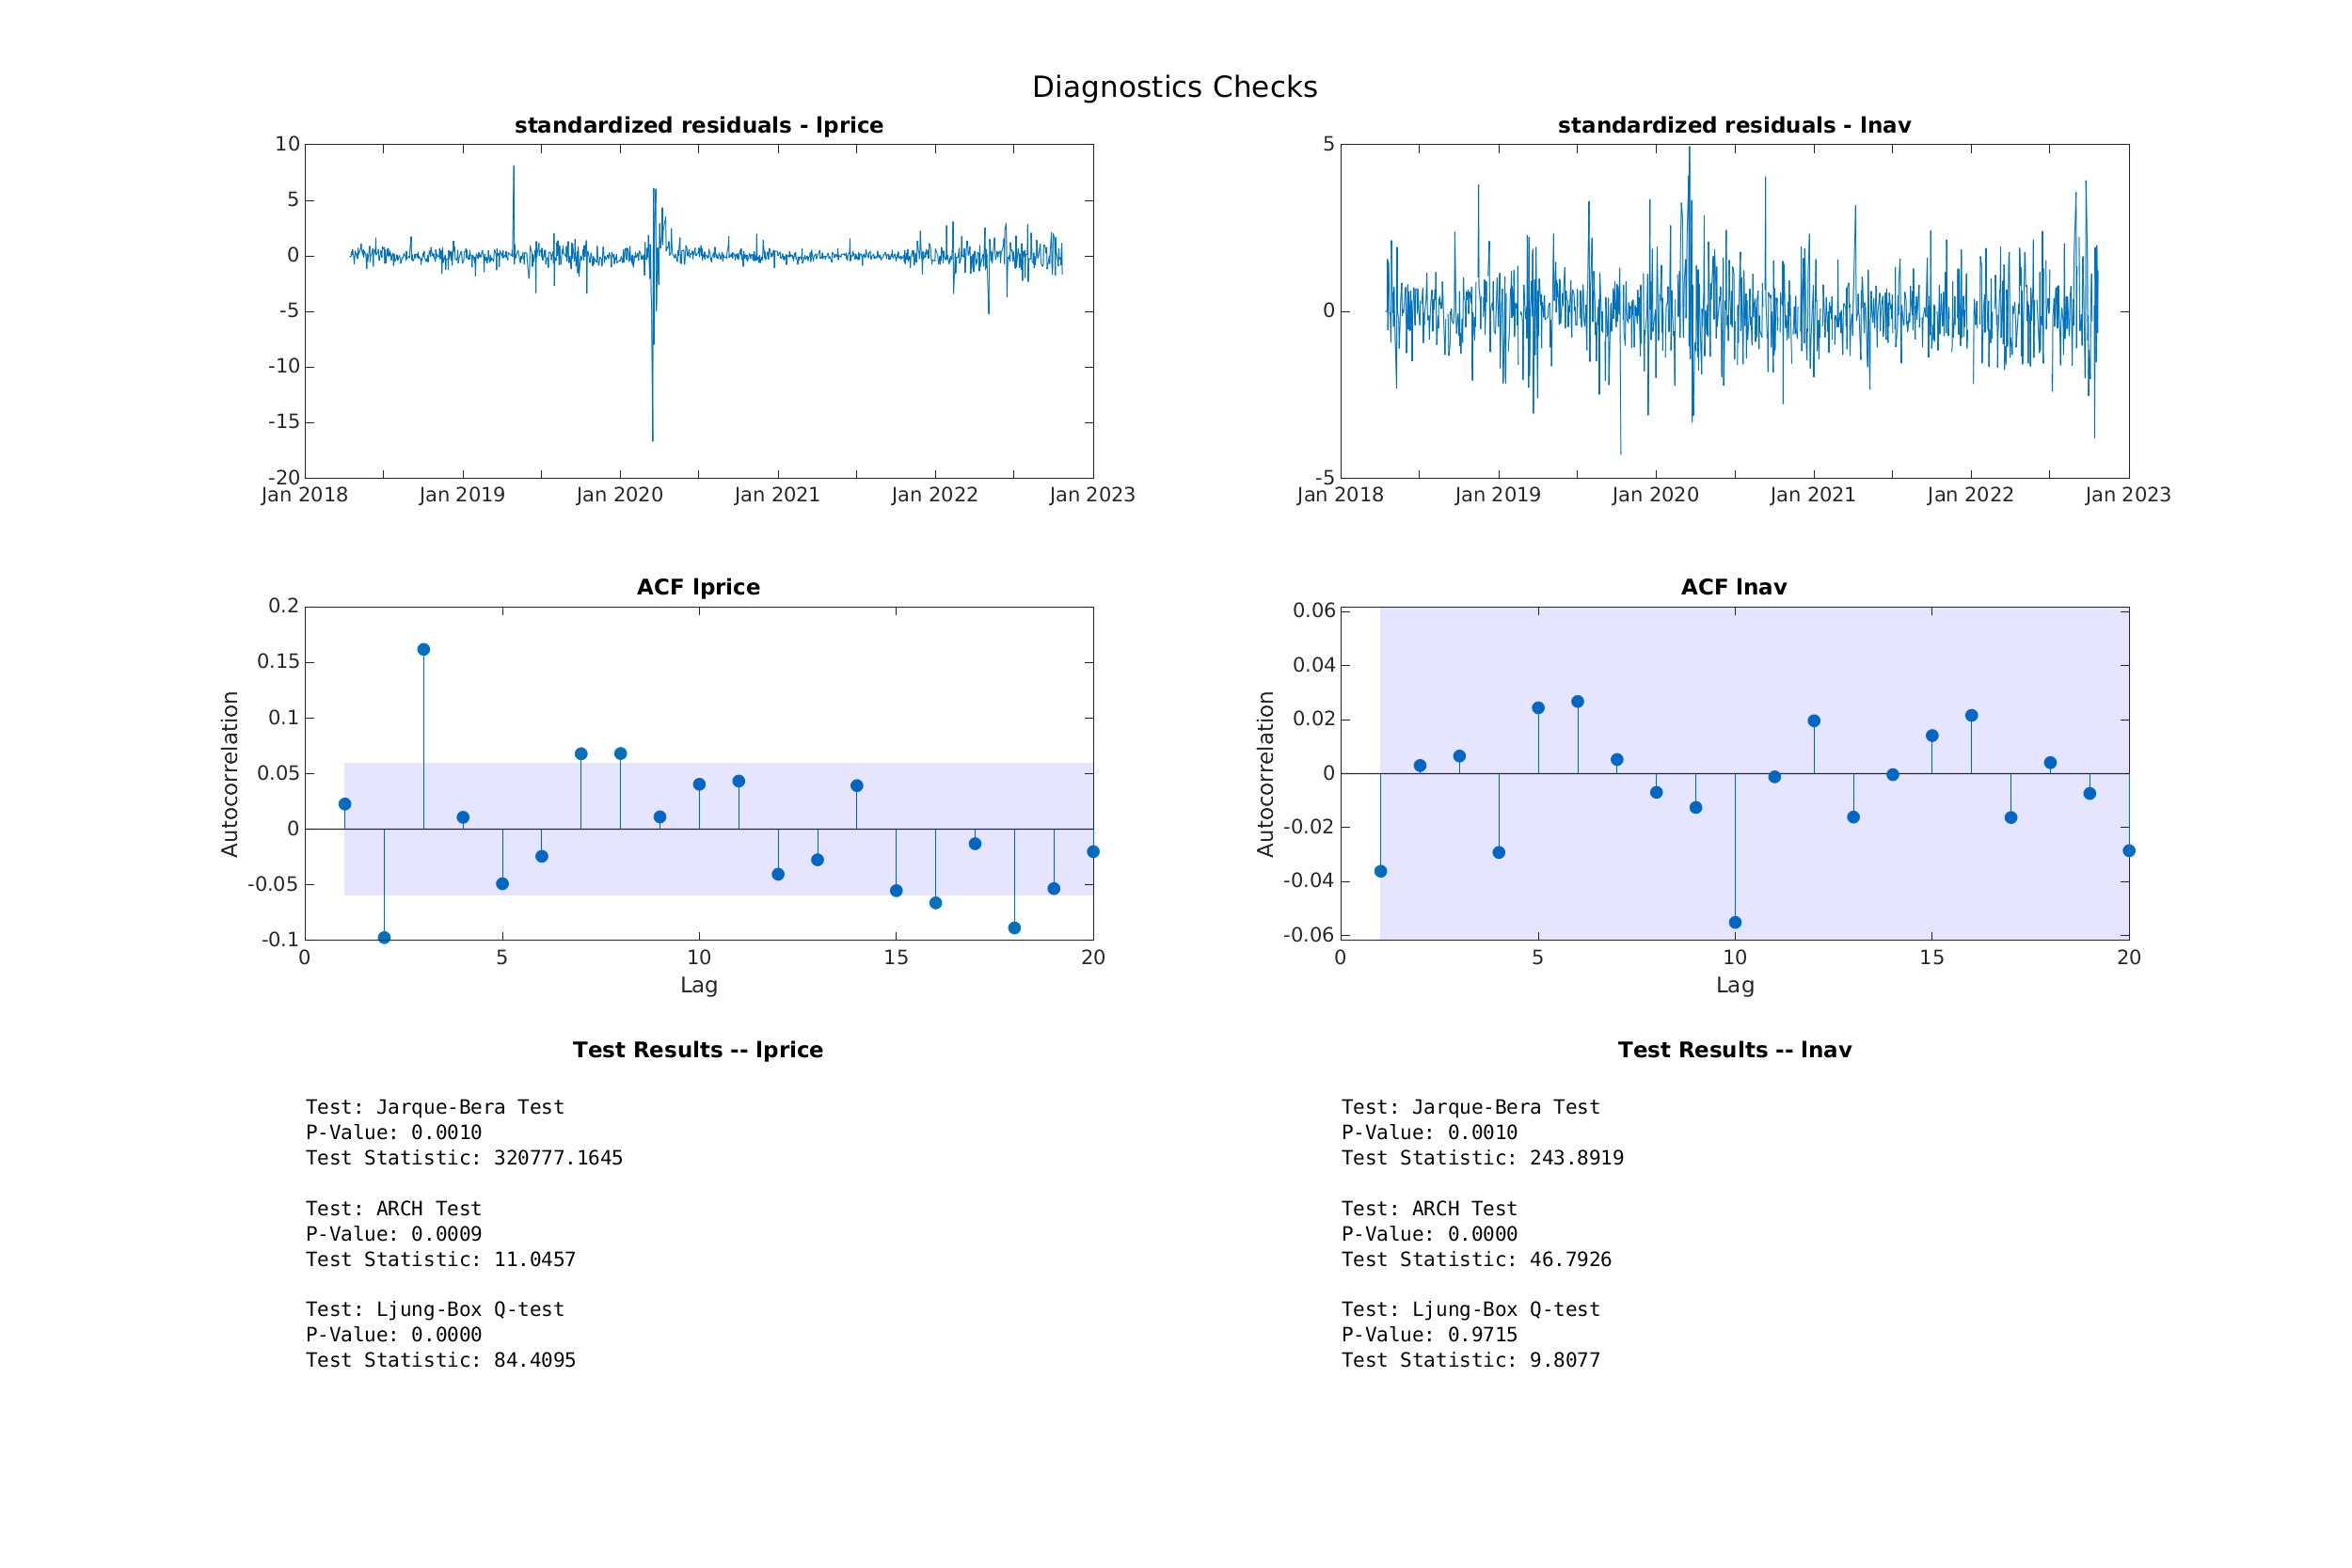 Diagnostics Checks
standardized residuals - lprice
10
5
0
-5
-10
-15
-20
Jan 2018 Jan 2019 Jan 2020 Jan 2021 Jan 2022 Jan 2023
standardized residuals - lnav
5
0
-5
Jan 2018 Jan 2019 Jan 2020 Jan 2021 Jan 2022 Jan 2023
ACF lprice
Autocorrelation
0.2
0.15
0.1
0.05
0
-0.05
-0.1
0 5 10 15 20
Lag
ACF lnav
Autocorrelation
0.06
0.04
0.02
0
-0.02
-0.04
-0.06
0 5 10 15 20
Lag
Test Results -- lprice
Test: Jarque-Bera Test
P-Value: 0.0010
Test Statistic: 320777.1645
Test: ARCH Test
P-Value: 0.0009
Test Statistic: 11.0457
Test: Ljung-Box Q-test
P-Value: 0.0000
Test Statistic: 84.4095
Test Results -- lnav
Test: Jarque-Bera Test
P-Value: 0.0010
Test Statistic: 243.8919
Test: ARCH Test
P-Value: 0.0000
Test Statistic: 46.7926
Test: Ljung-Box Q-test
P-Value: 0.9715
Test Statistic: 9.8077